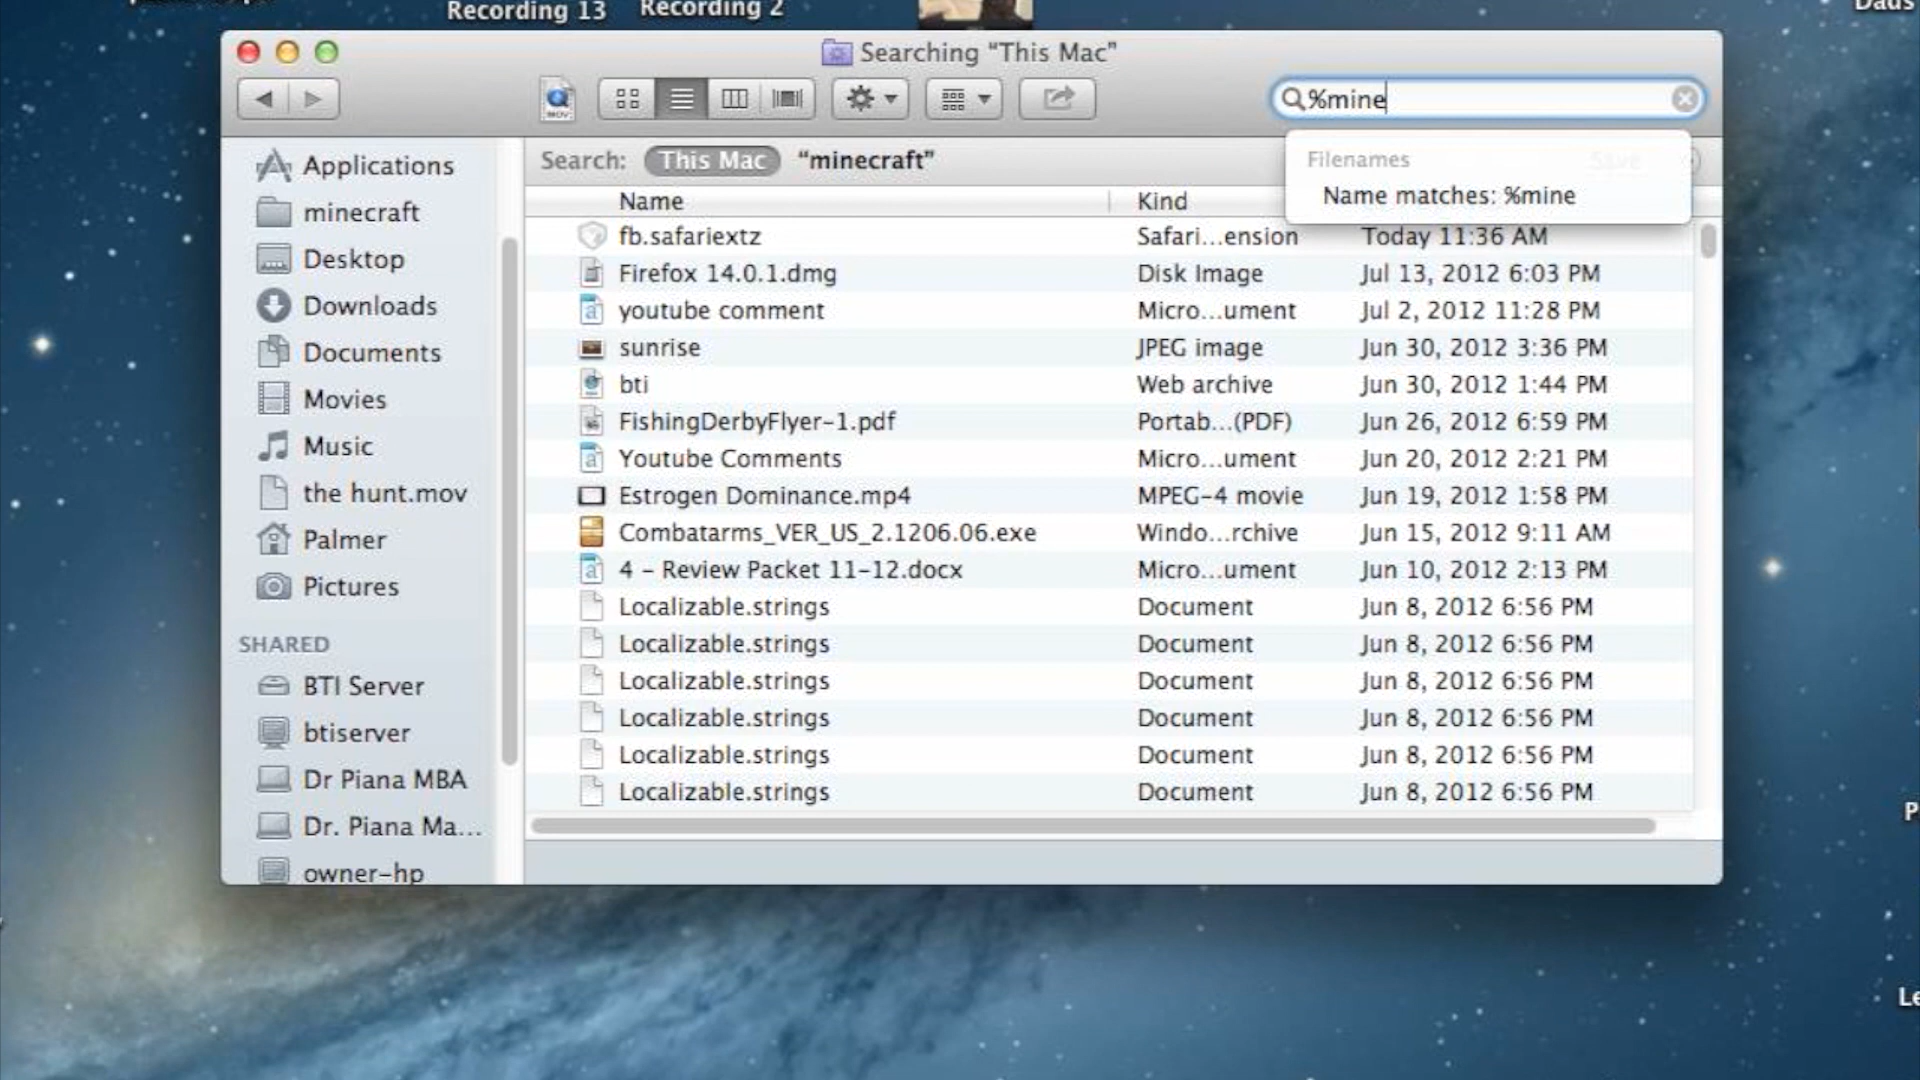 Recording 13
Recording 2
Dads
Searching “This Mac”
MOV
%mine
Search: This Mac “minecraft”
Save
Filenames
Name matches: %mine
Name Kind
Applications
minecraft
Desktop
Downloads
Documents
Movies
Music
the hunt.mov
Palmer
Pictures
SHARED
BTI Server
btiserver
Dr Piana MBA
Dr. Piana Ma...
owner-hp
fb.safariextz Safari...ension Today 11:36 AM
Firefox 14.0.1.dmg Disk Image Jul 13, 2012 6:03 PM
youtube comment Micro...ument Jul 2, 2012 11:28 PM
sunrise JPEG image Jun 30, 2012 3:36 PM
bti Web archive Jun 30, 2012 1:44 PM
FishingDerbyFlyer-1.pdf Portab...(PDF) Jun 26, 2012 6:59 PM
Youtube Comments Micro...ument Jun 20, 2012 2:21 PM
Estrogen Dominance.mp4 MPEG-4 movie Jun 19, 2012 1:58 PM
Combatarms_VER_US_2.1206.06.exe Windo...rchive Jun 15, 2012 9:11 AM
4 - Review Packet 11-12.docx Micro...ument Jun 10, 2012 2:13 PM
Localizable.strings Document Jun 8, 2012 6:56 PM
Localizable.strings Document Jun 8, 2012 6:56 PM
Localizable.strings Document Jun 8, 2012 6:56 PM
Localizable.strings Document Jun 8, 2012 6:56 PM
Localizable.strings Document Jun 8, 2012 6:56 PM
Localizable.strings Document Jun 8, 2012 6:56 PM
P
Le